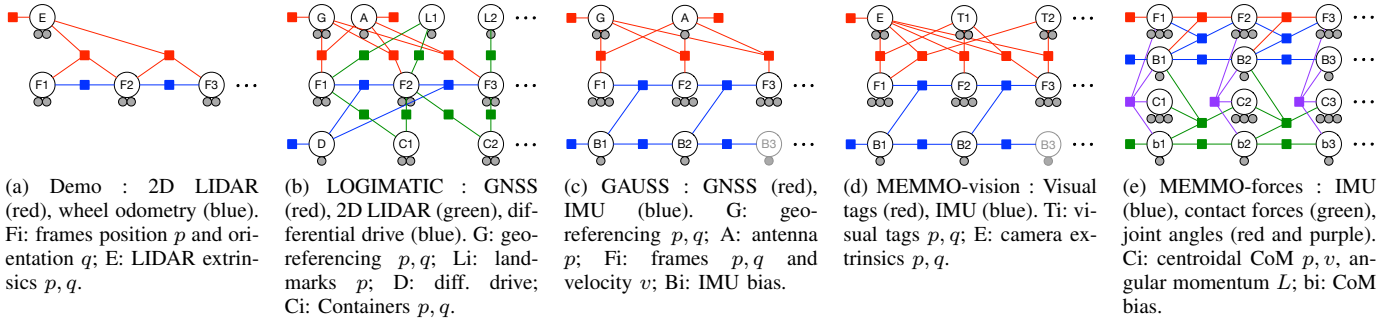 E
F1 F2 F3 ...
G A L1 L2 ...
F1 F2 F3 ...
D C1 C2 ...
G A
F1 F2 F3 ...
B1 B2 B3 ...
E T1 T2 ...
F1 F2 F3 ...
B1 B2 B3 ...
F1 F2 F3 ...
B1 B2 B3 ...
C1 C2 C3 ...
b1 b2 b3 ...
(a) Demo : 2D LIDAR
(red), wheel odometry (blue).
Fi: frames position p and ori-
entation q; E: LIDAR extrin-
sics p, q.
(b) LOGIMATIC : GNSS
(red), 2D LIDAR (green), dif-
ferential drive (blue). G: geo-
referencing p, q; Li: land-
marks p; D: diff. drive;
Ci: Containers p, q.
(c) GAUSS : GNSS (red),
IMU (blue). G: geo-
referencing p, q; A: antenna
p; Fi: frames p, q and
velocity v; Bi: IMU bias.
(d) MEMMO-vision : Visual
tags (red), IMU (blue). Ti: vi-
sual tags p, q; E: camera ex-
trinsics p, q.
(e) MEMMO-forces : IMU
(blue), contact forces (green),
joint angles (red and purple).
Ci: centroidal CoM p, v, an-
gular momentum L; bi: CoM
bias.